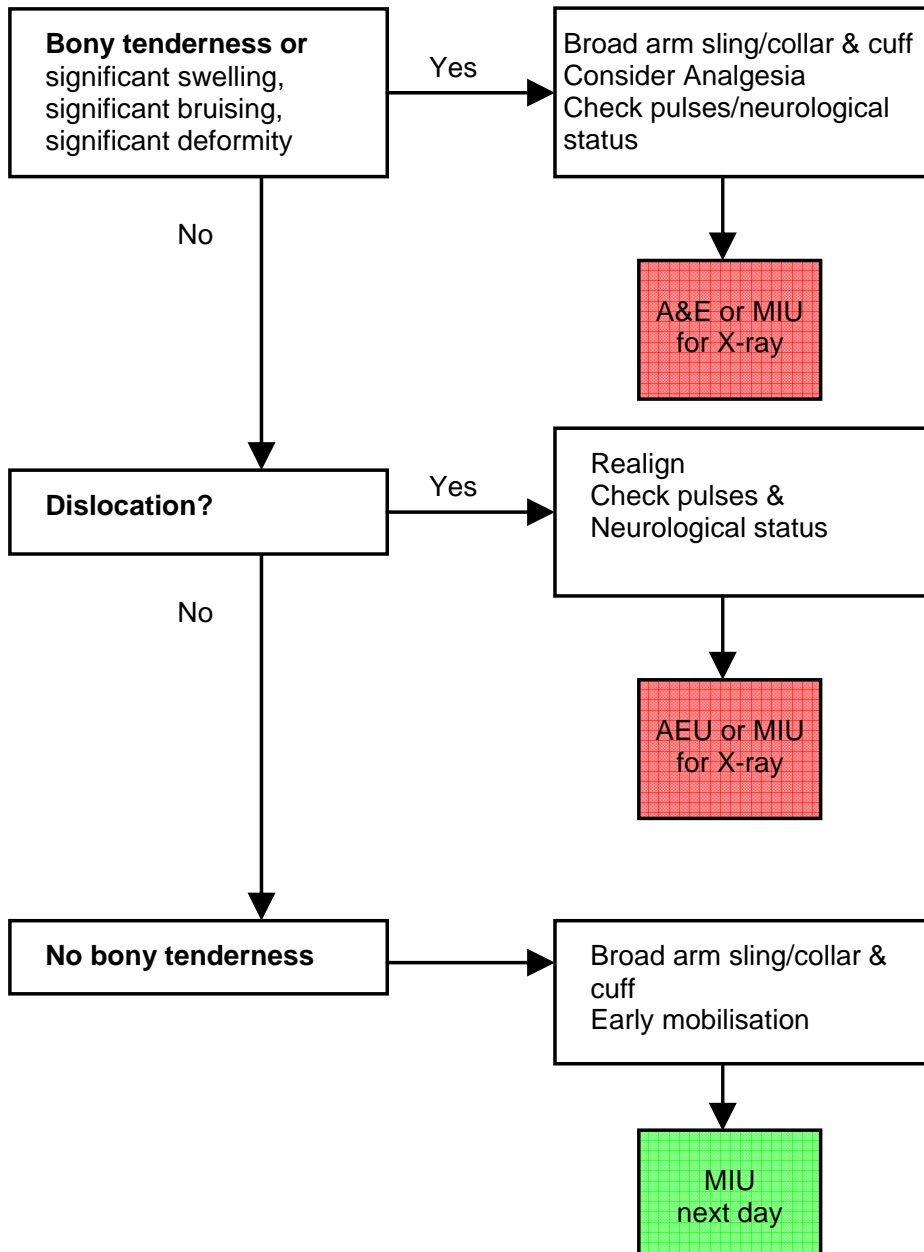 Bony tenderness or
significant swelling,
significant bruising,
significant deformity
Yes
Broad arm sling/collar & cuff
Consider Analgesia
Check pulses/neurological
status
No
A&E or MIU
for X-ray
Dislocation?
Yes
Realign
Check pulses &
Neurological status
No
AEU or MIU
for X-ray
No bony tenderness
Broad arm sling/collar &
cuff
Early mobilisation
MIU
next day